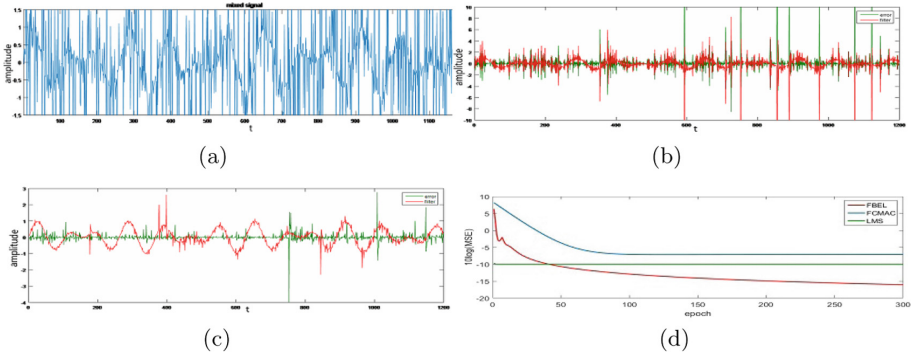 mixed signal
1.5
1
0.5
0
-0.5
-1
-1.5
amplitude
100 200 300 400 500 600 700 800 900 1000 1100
t
(a)
error
filter
10
8
6
4
2
0
-2
-4
-6
-8
-10
amplitude
0 200 400 600 800 1000 1200
t
(b)
error
filter
3
2
1
0
-1
-2
-3
-4
amplitude
0 200 400 600 800 1000 1200
t
(c)
FBEL
FCMAC
LMS
10
5
0
-5
-10
-15
-20
10log(MSE)
0 50 100 150 200 250 300
epoch
(d)